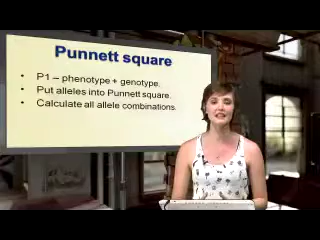 Punnett square
• P1 – phenotype + genotype.
• Put alleles into Punnett square.
• Calculate all allele combinations.